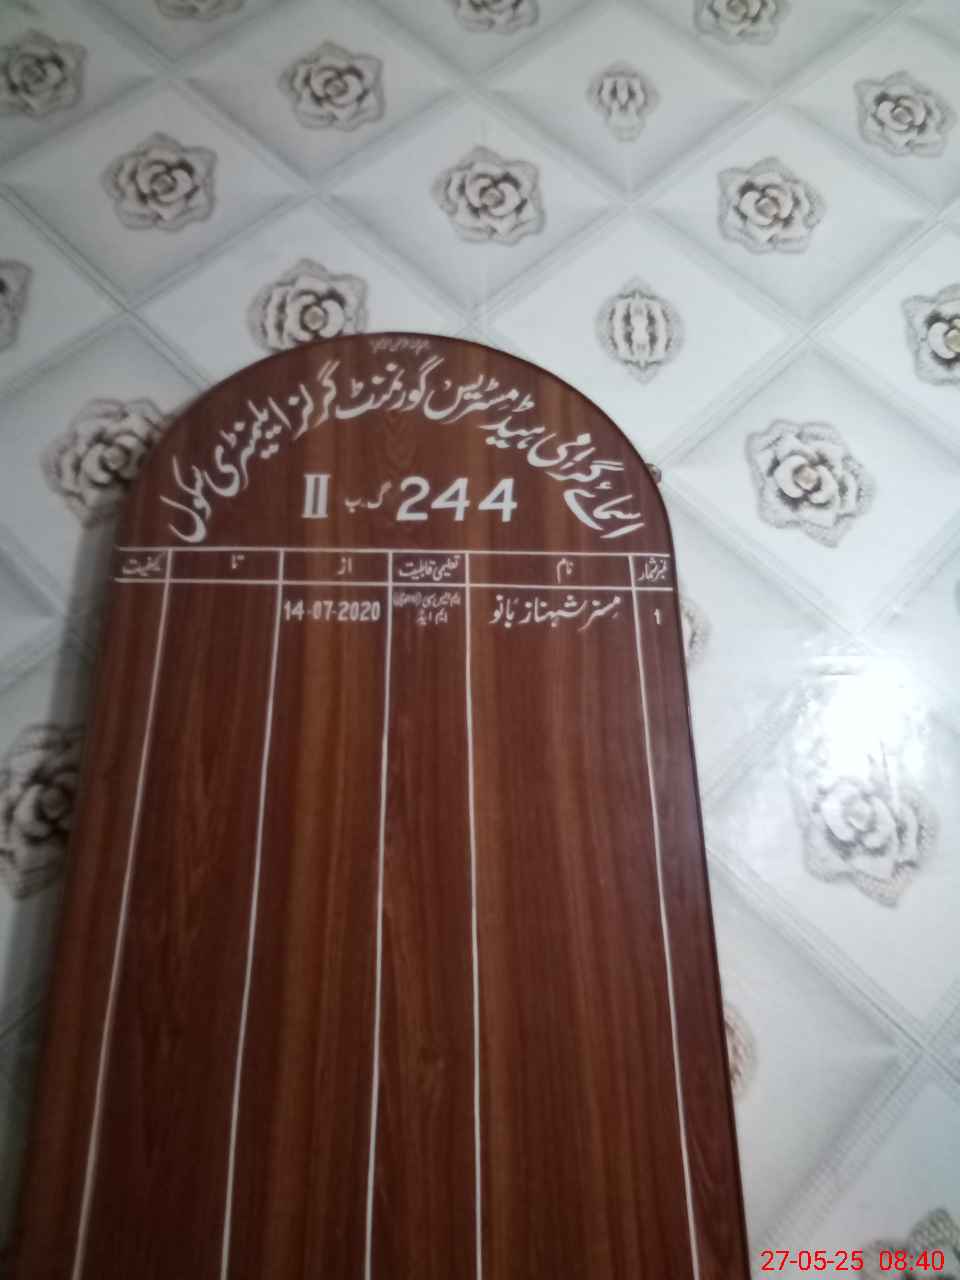 اسمائے گرامی ہیڈ مسٹریس گورنمنٹ گرلز ایلیمنٹری سکول
244 گ۔ب II
نمبر شمار نام تعلیمی قابلیت از تا کیفیت
1 مسز شہناز بانو ایم ایڈ 14-07-2020
27-05-25 08:40